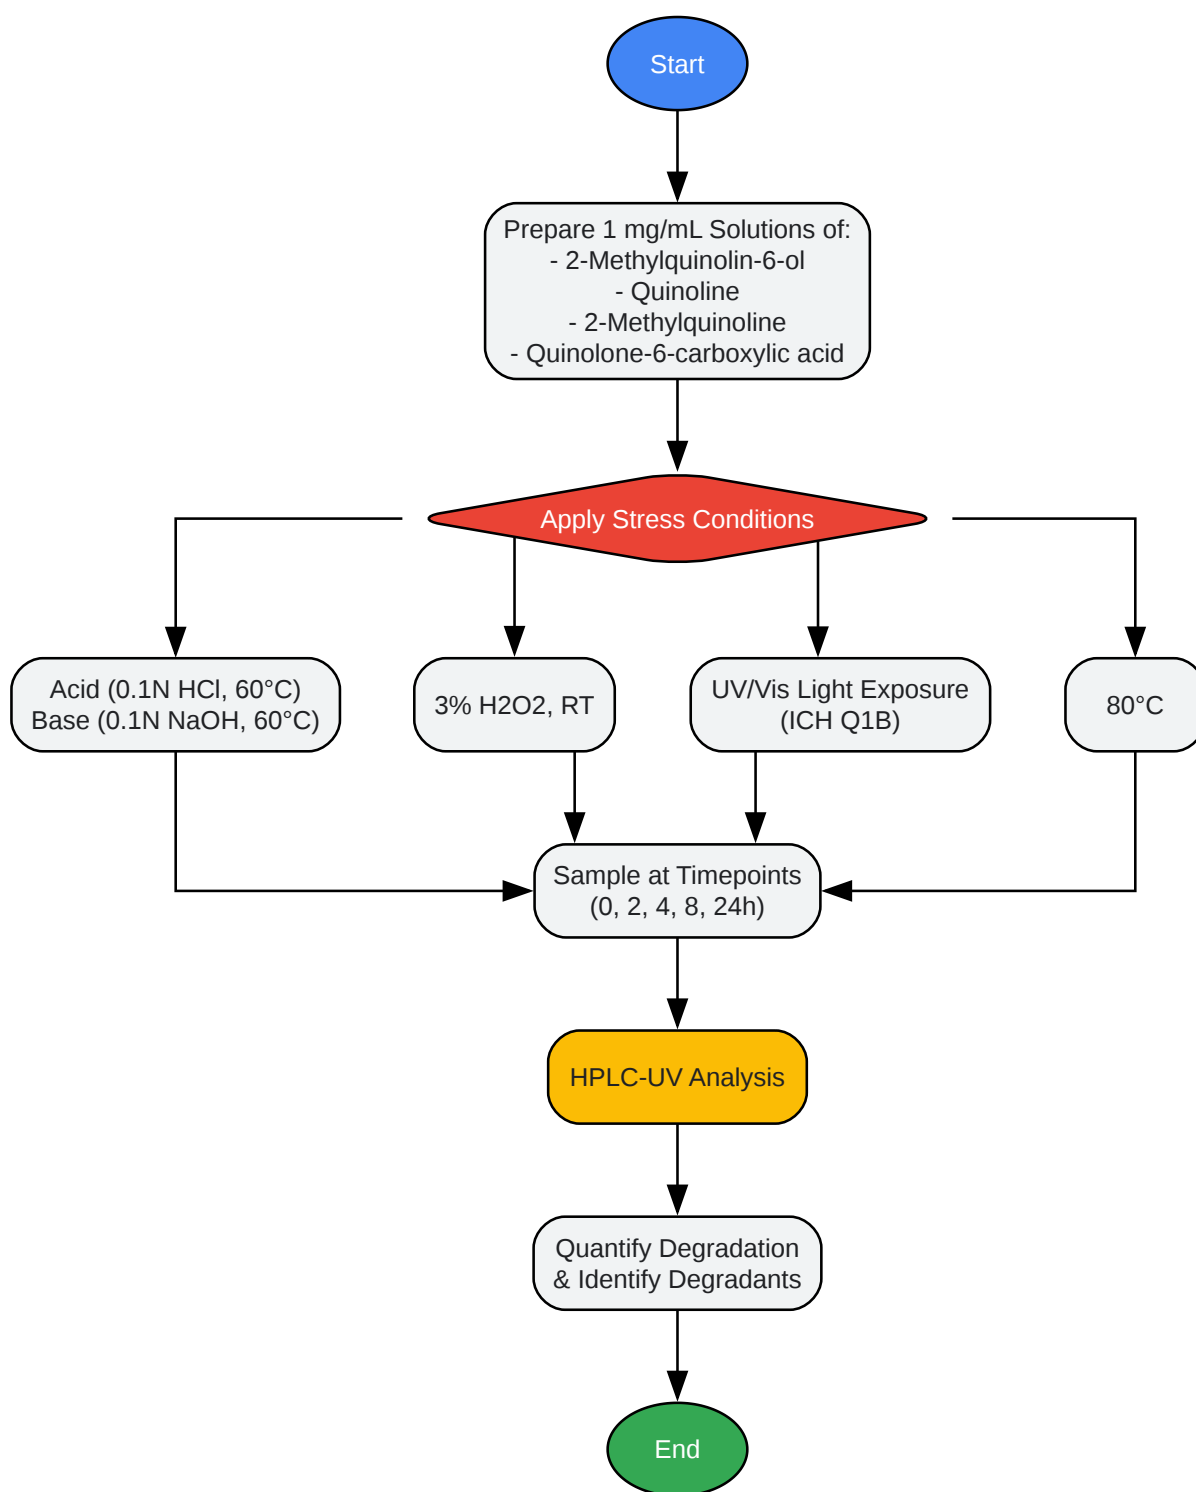 Start
Prepare 1 mg/mL Solutions of:
- 2-Methylquinolin-6-ol
- Quinoline
- 2-Methylquinoline
- Quinolone-6-carboxylic acid
Apply Stress Conditions
Acid (0.1N HCl, 60°C)
Base (0.1N NaOH, 60°C)
3% H2O2, RT
UV/Vis Light Exposure
(ICH Q1B)
80°C
Sample at Timepoints
(0, 2, 4, 8, 24h)
HPLC-UV Analysis
Quantify Degradation
& Identify Degradants
End